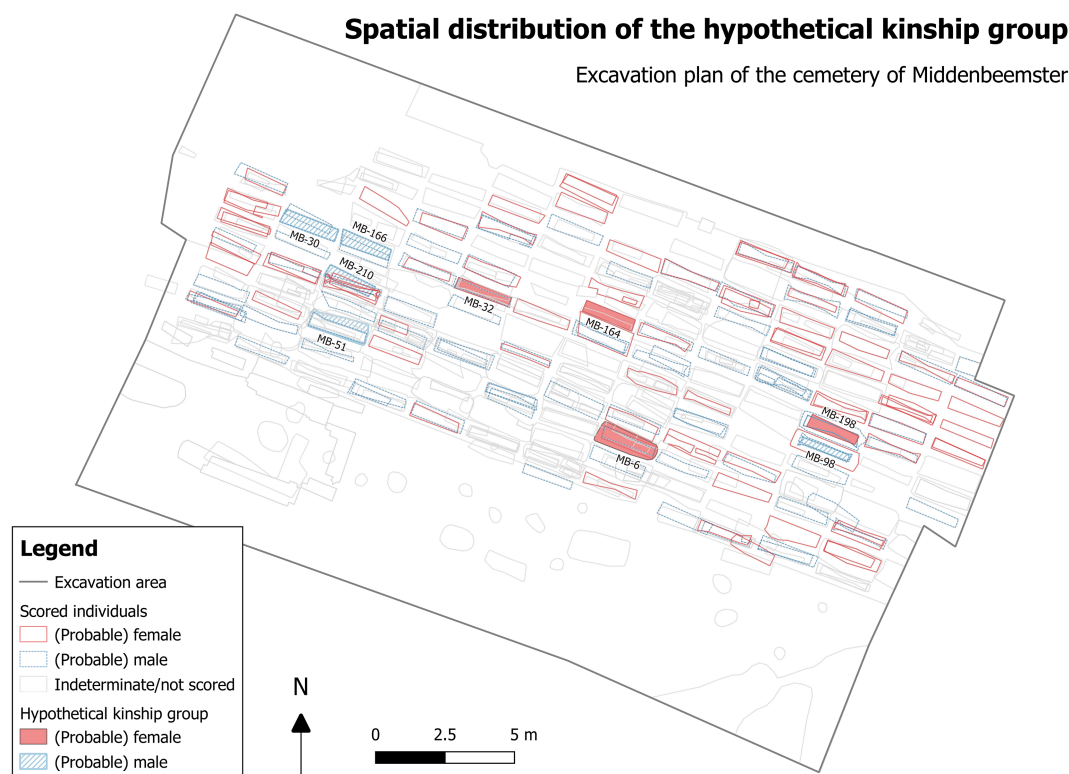 Spatial distribution of the hypothetical kinship group
Excavation plan of the cemetery of Middenbeemster
MB-30
MB-166
MB-210
MB-32
MB-51
MB-164
MB-198
MB-98
MB-6
Legend
Excavation area
Scored individuals
(Probable) female
(Probable) male
Indeterminate/not scored
Hypothetical kinship group
(Probable) female
(Probable) male
N
0 2.5 5 m